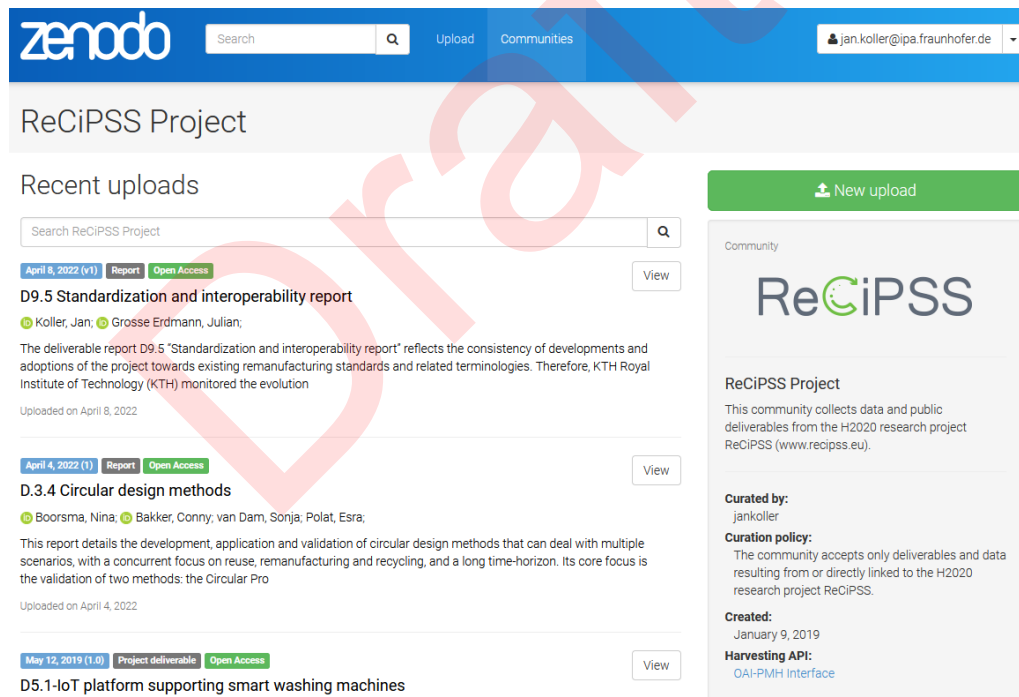 zenodo
Search
Upload
Communities
jan.koller@ipa.fraunhofer.de
ReCiPSS Project
Recent uploads
New upload
Search ReCiPSS Project
April 8, 2022 (v1) Report Open Access
View
D9.5 Standardization and interoperability report
Koller, Jan; Grosse Erdmann, Julian;
The deliverable report D9.5 "Standardization and interoperability report" reflects the consistency of developments and
adoptions of the project towards existing remanufacturing standards and related terminologies. Therefore, KTH Royal
Institute of Technology (KTH) monitored the evolution
Uploaded on April 8, 2022
April 4, 2022 (1) Report Open Access
View
D.3.4 Circular design methods
Boorsma, Nina; Bakker, Conny; van Dam, Sonja; Polat, Esra;
This report details the development, application and validation of circular design methods that can deal with multiple
scenarios, with a concurrent focus on reuse, remanufacturing and recycling, and a long time-horizon. Its core focus is
the validation of two methods: the Circular Pro
Uploaded on April 4, 2022
May 12, 2019 (1.0) Project deliverable Open Access
View
D5.1-IoT platform supporting smart washing machines
Community
ReCiPSS
ReCiPSS Project
This community collects data and public
deliverables from the H2020 research project
ReCiPSS (www.recipss.eu).
Curated by:
jankoller
Curation policy:
The community accepts only deliverables and data
resulting from or directly linked to the H2020
research project ReCiPSS.
Created:
January 9, 2019
Harvesting API:
OAI-PMH Interface
Draft